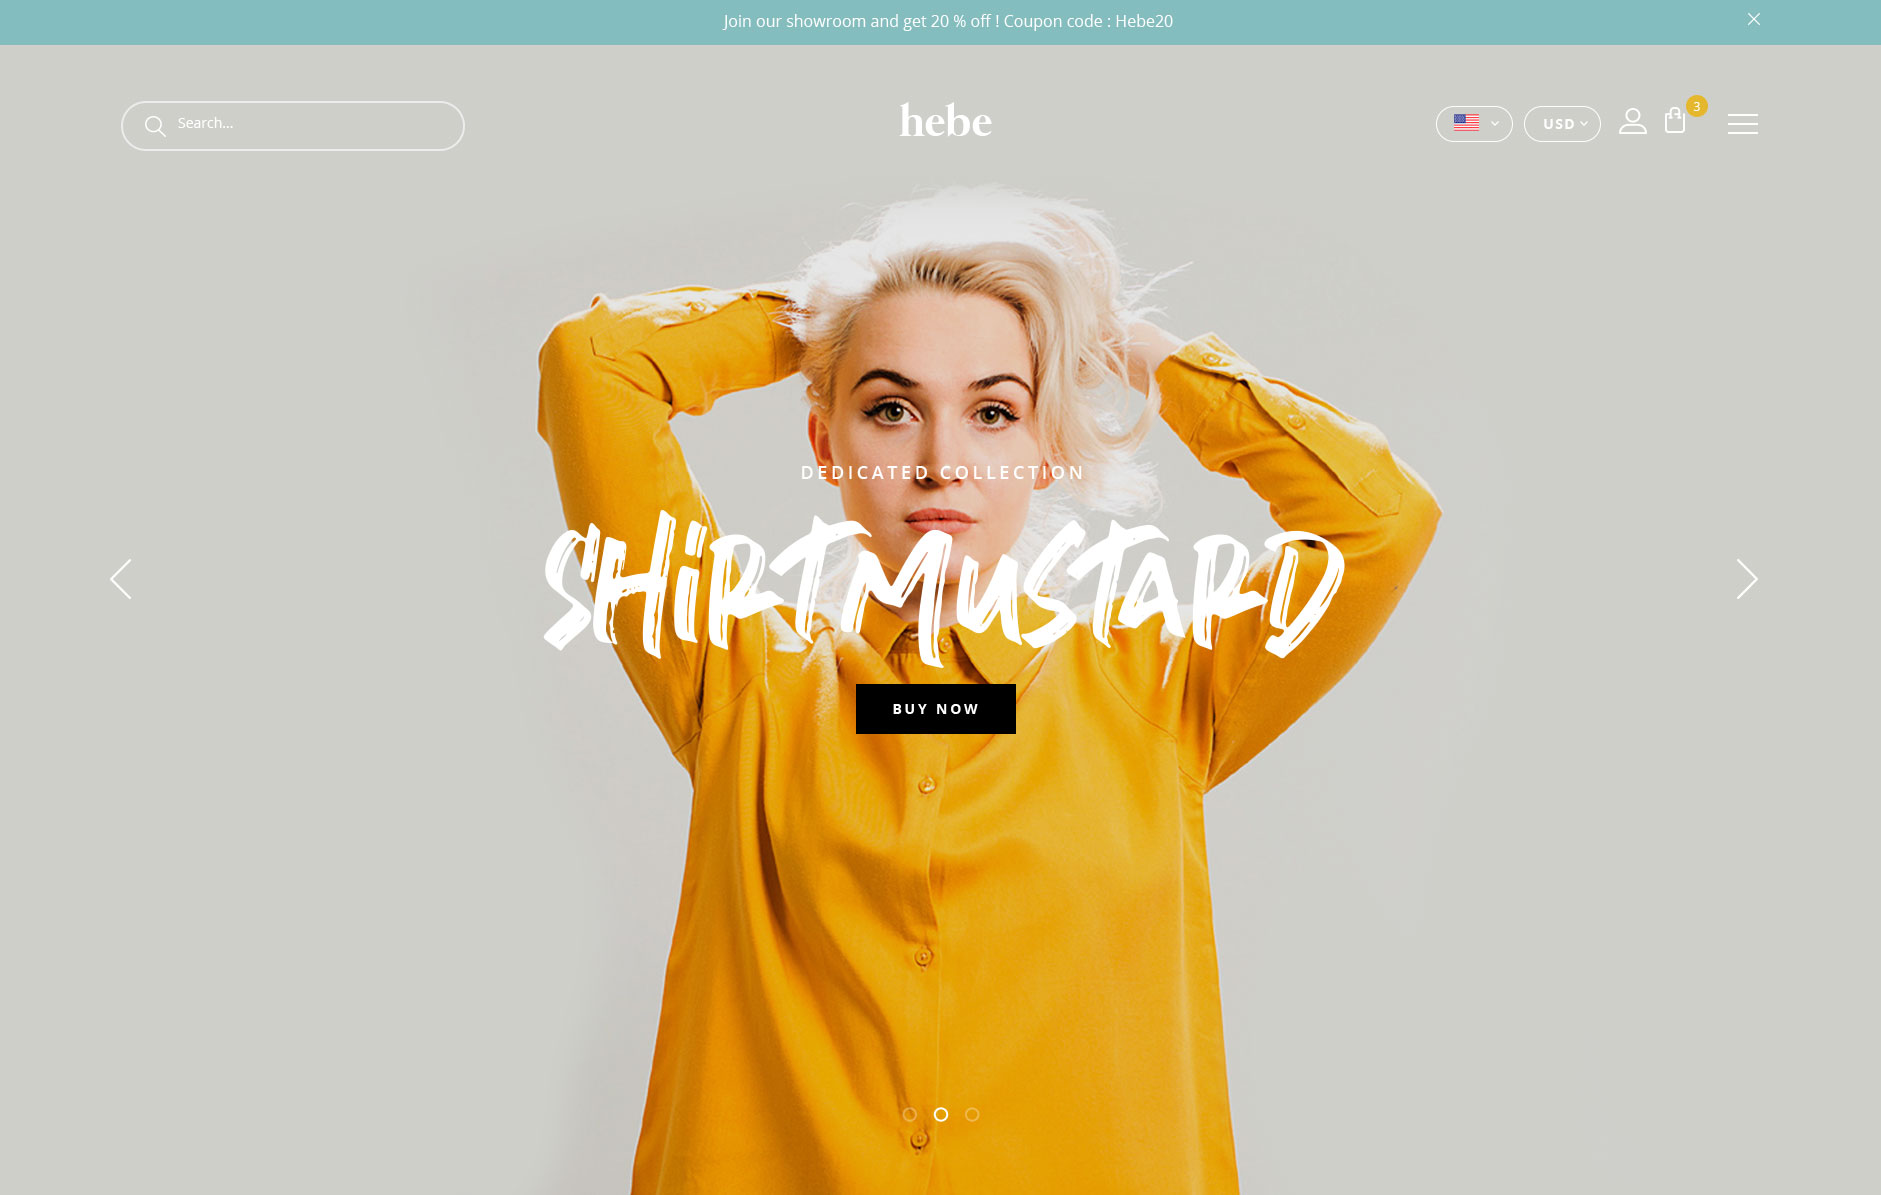 Join our showroom and get 20 % off ! Coupon code : Hebe20
Search...
hebe
USD
3
DEDICATED COLLECTION
SHiRTMUSTARD
BUY NOW